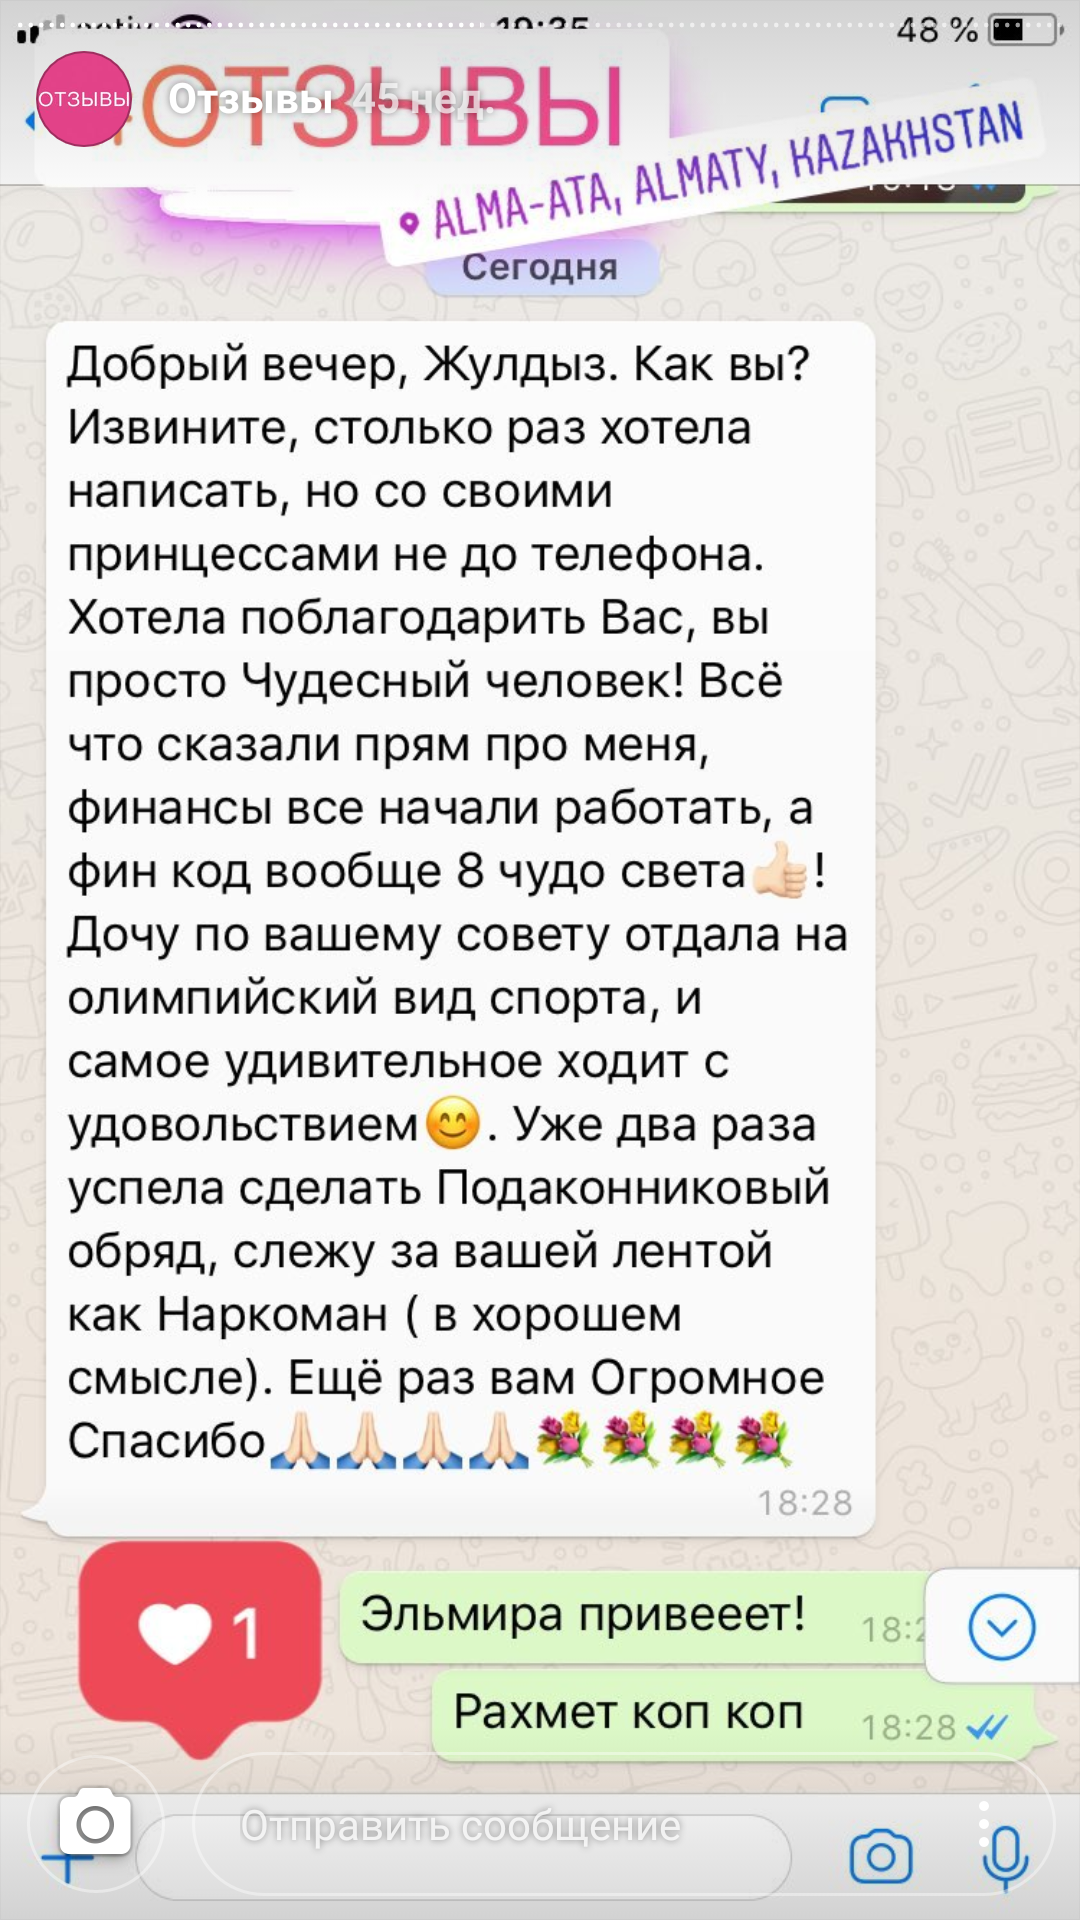 19:35
48 %
#ОТЗЫВЫ
ОТЗЫВЫ
Отзывы 45 нед.
ALMA-ATA, ALMATY, KAZAKHSTAN
Сегодня
Добрый вечер, Жулдыз. Как вы?
Извините, столько раз хотела
написать, но со своими
принцессами не до телефона.
Хотела поблагодарить Вас, вы
просто Чудесный человек! Всё
что сказали прям про меня,
финансы все начали работать, а
фин код вообще 8 чудо света👍🏻!
Дочу по вашему совету отдала на
олимпийский вид спорта, и
самое удивительное ходит с
удовольствием😊. Уже два раза
успела сделать Подаконниковый
обряд, слежу за вашей лентой
как Наркоман ( в хорошем
смысле). Ещё раз вам Огромное
Спасибо🙏🏻🙏🏻🙏🏻🙏🏻💐💐💐💐
18:28
1
Эльмира привееет!
Рахмет коп коп
18:28
Отправить сообщение